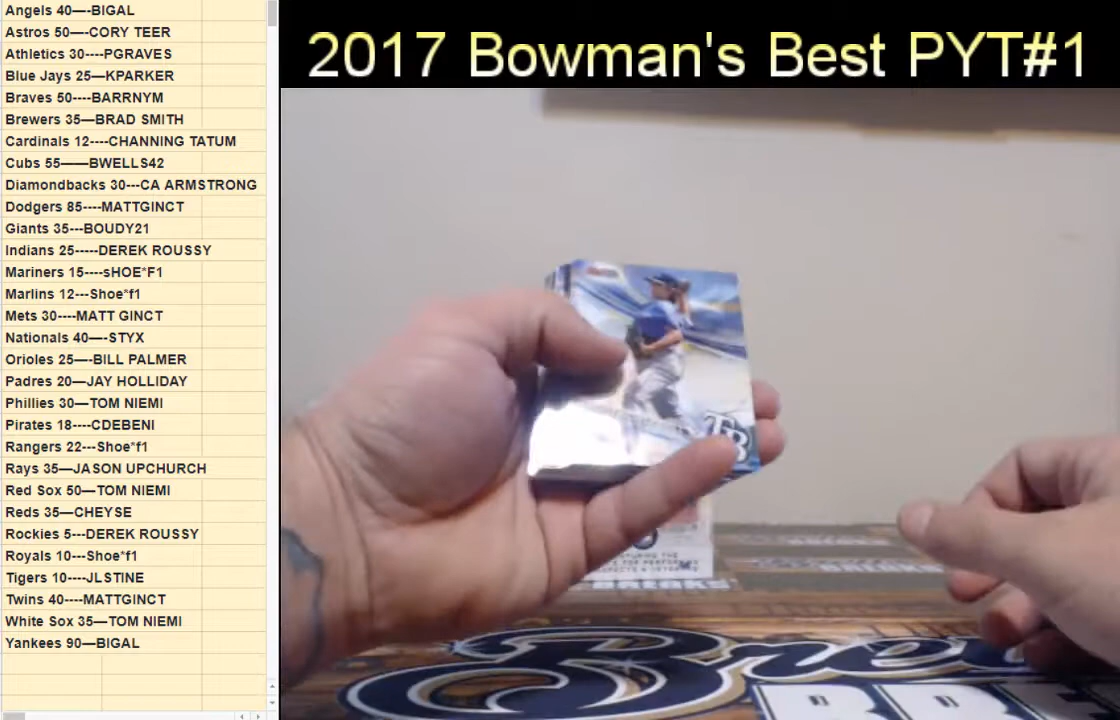 Angels 40—-BIGAL
Astros 50—-CORY TEER
Athletics 30----PGRAVES
Blue Jays 25—KPARKER
Braves 50----BARRNYM
Brewers 35—BRAD SMITH
Cardinals 12----CHANNING TATUM
Cubs 55——BWELLS42
Diamondbacks 30---CA ARMSTRONG
Dodgers 85----MATTGINCT
Giants 35---BOUDY21
Indians 25-----DEREK ROUSSY
Mariners 15----sHOE*F1
Marlins 12---Shoe*f1
Mets 30----MATT GINCT
Nationals 40—-STYX
Orioles 25—-BILL PALMER
Padres 20—JAY HOLLIDAY
Phillies 30—TOM NIEMI
Pirates 18----CDEBENI
Rangers 22---Shoe*f1
Rays 35—JASON UPCHURCH
Red Sox 50—TOM NIEMI
Reds 35—CHEYSE
Rockies 5---DEREK ROUSSY
Royals 10---Shoe*f1
Tigers 10----JLSTINE
Twins 40----MATTGINCT
White Sox 35—TOM NIEMI
Yankees 90—BIGAL
2017 Bowman's Best PYT#1
TB
BREAKS
Bre
BRE